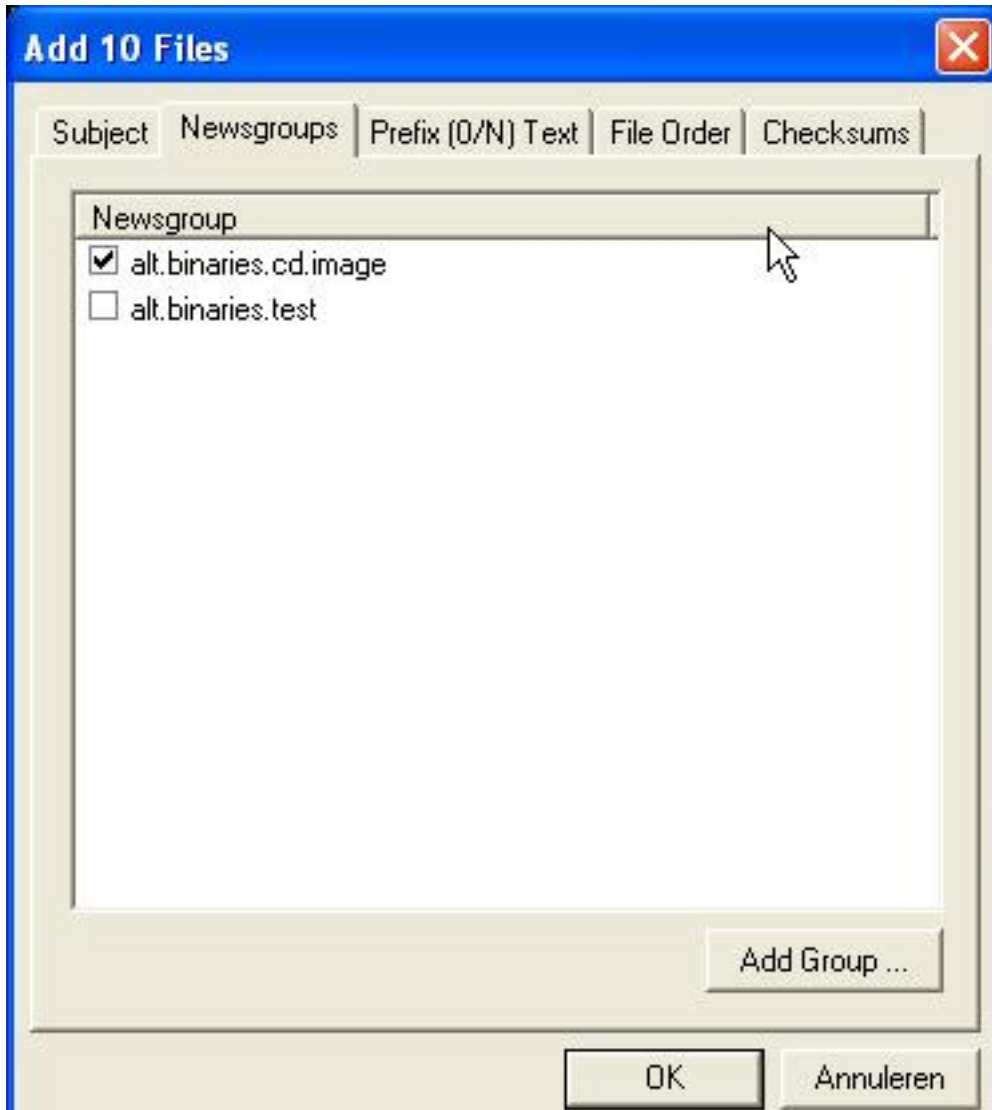 Add 10 Files
Subject Newsgroups Prefix (0/N) Text File Order Checksums
Newsgroup
alt.binaries.cd.image
alt.binaries.test
Add Group ...
OK Annuleren